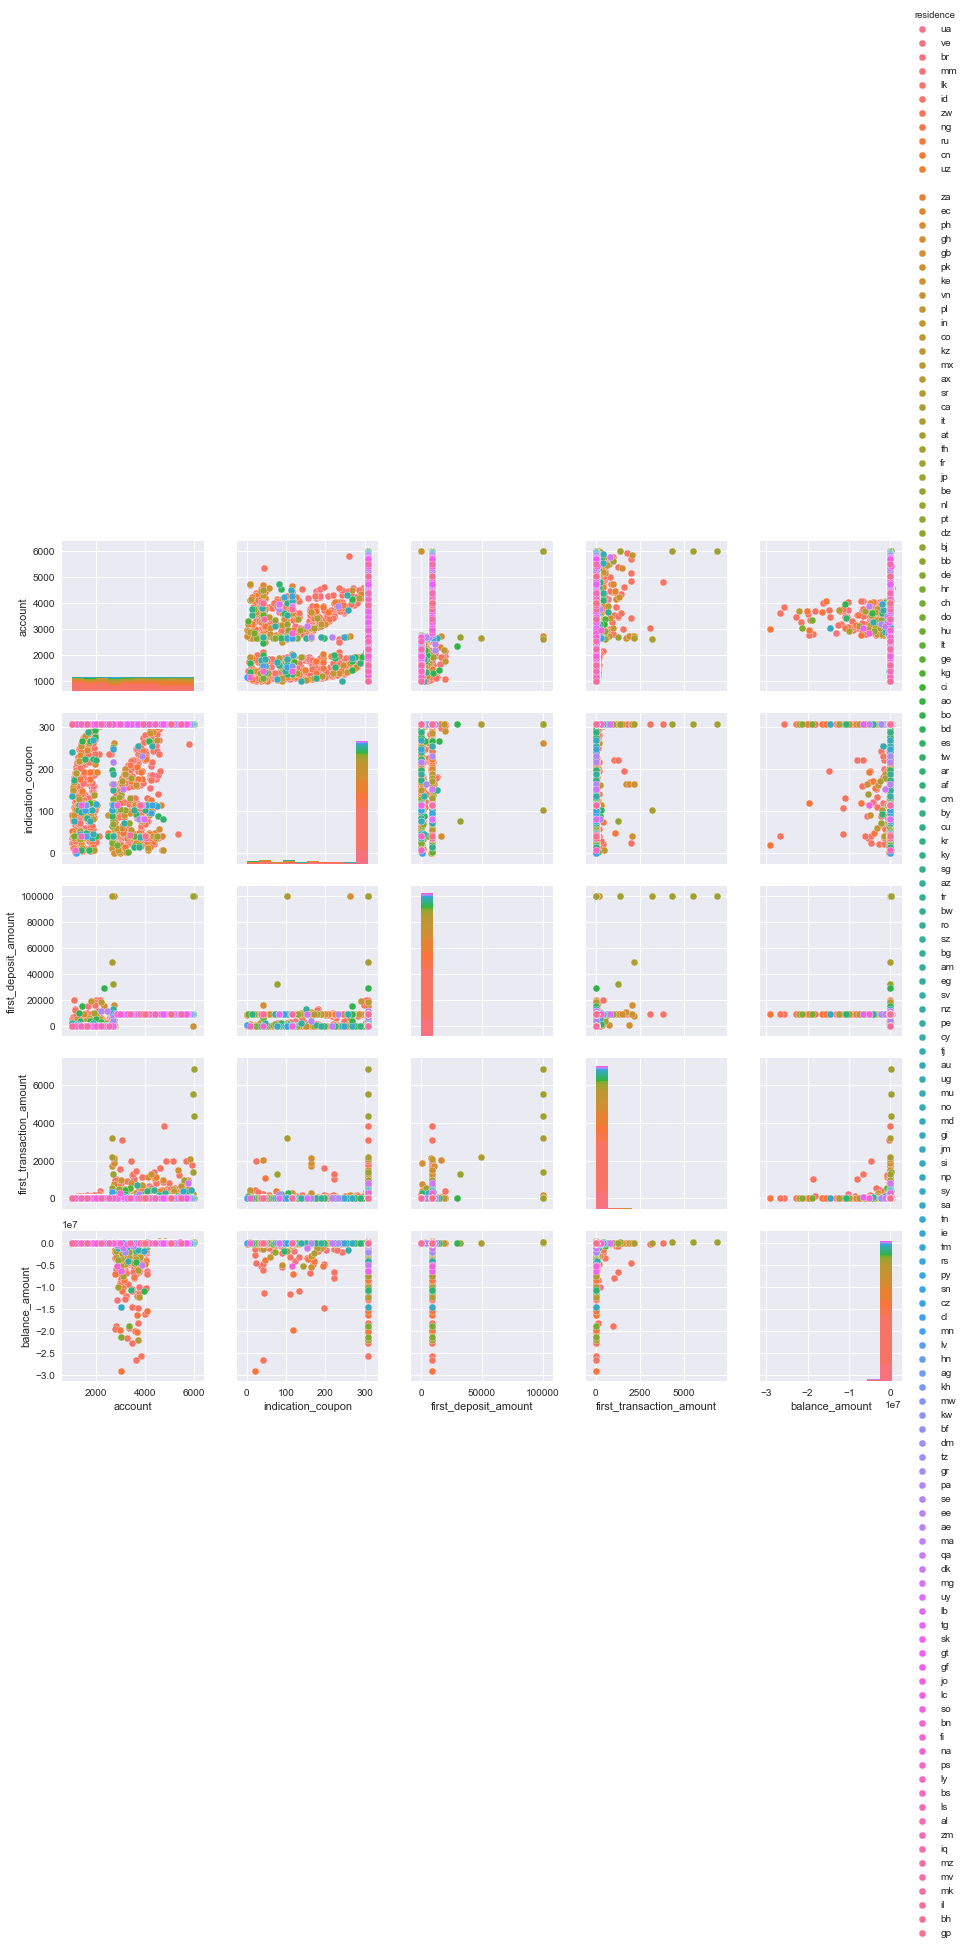 residence
ua
ve
br
mm
lk
id
zw
ng
ru
cn
uz
za
ec
ph
gh
gb
pk
ke
vn
pl
in
co
kz
mx
ax
sr
ca
it
at
th
fr
jp
be
nl
pt
dz
bj
bb
de
hr
ch
do
hu
lt
ge
kg
ci
ao
bo
bd
es
tw
ar
af
cm
by
cu
kr
ky
sg
az
tr
bw
ro
sz
bg
am
eg
sv
nz
pe
cy
fj
au
ug
mu
no
md
gi
jm
si
np
sy
sa
tn
ie
tm
rs
py
sn
cz
cl
mn
lv
hn
ag
kh
mw
kw
bf
dm
tz
gr
pa
se
ee
ae
ma
qa
dk
mg
uy
lb
tg
sk
gt
gf
jo
lc
so
bn
fi
na
ps
ly
bs
ls
al
zm
iq
mz
mv
mk
il
bh
gp
6000
5000
4000
3000
2000
1000
account
300
200
100
0
indication_coupon
100000
80000
60000
40000
20000
0
first_deposit_amount
6000
4000
2000
0
first_transaction_amount
1e7
0.0
−0.5
−1.0
−1.5
−2.0
−2.5
−3.0
balance_amount
2000 4000 6000
account
0 100 200 300
indication_coupon
0 50000 100000
first_deposit_amount
0 2500 5000
first_transaction_amount
−3 −2 −1 0
balance_amount
1e7